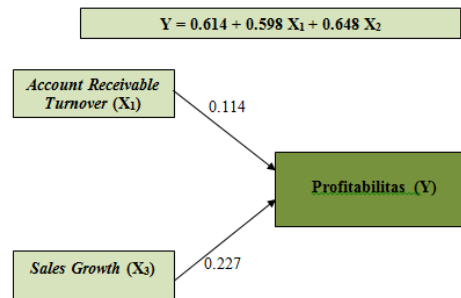 Y = 0.614 + 0.598 X₁ + 0.648 X₂
Account Receivable
Turnover (X₁)
0.114
Profitabilitas (Y)
Sales Growth (X₃)
0.227